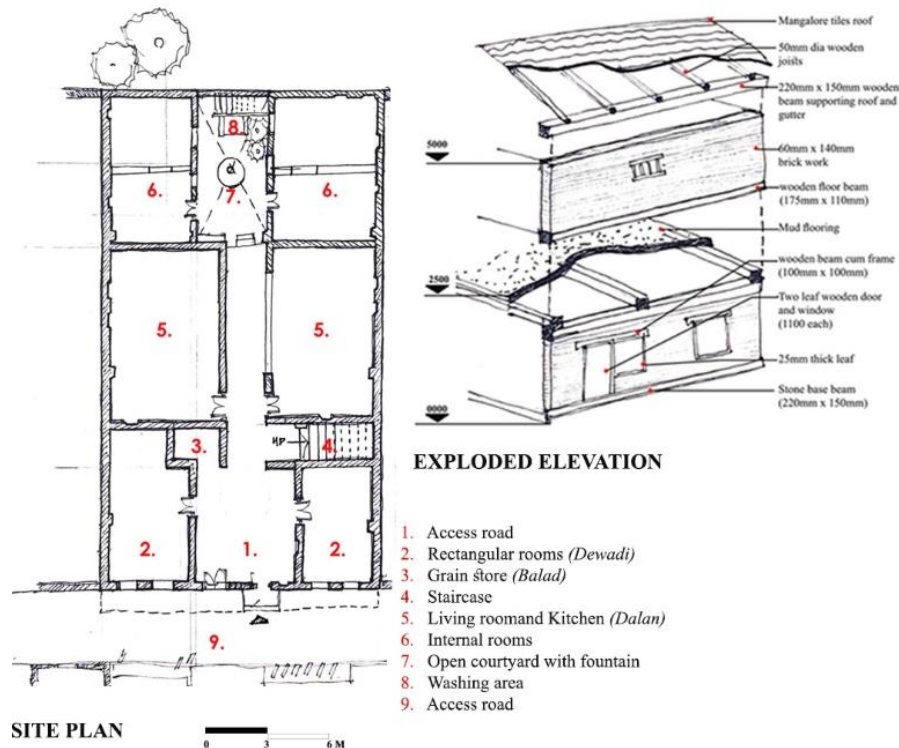 8.
6.
7.
6.
5.
5.
3.
UP
4.
2.
1.
2.
9.
SITE PLAN
0 3 6 M
Mangalore tiles roof
50mm dia wooden
joists
220mm x 150mm wooden
beam supporting roof and
gutter
60mm x 140mm
brick work
wooden floor beam
(175mm x 110mm)
Mud flooring
wooden beam cum frame
(100mm x 100mm)
Two leaf wooden door
and window
(1100 each)
25mm thick leaf
Stone base beam
(220mm x 150mm)
5000
2500
0000
EXPLODED ELEVATION
1. Access road
2. Rectangular rooms (Dewadi)
3. Grain store (Balad)
4. Staircase
5. Living roomand Kitchen (Dalan)
6. Internal rooms
7. Open courtyard with fountain
8. Washing area
9. Access road